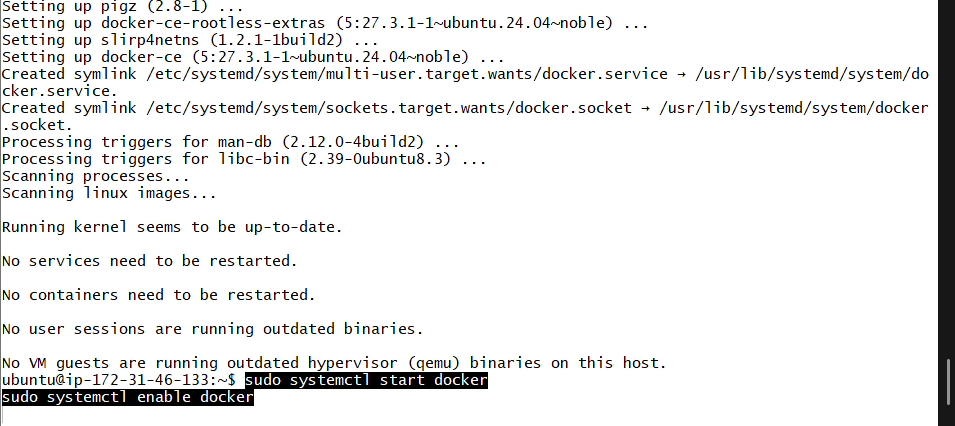 Setting up pigz (2.8-1) ...
Setting up docker-ce-rootless-extras (5:27.3.1-1~ubuntu.24.04~noble) ...
Setting up slirp4netns (1.2.1-1build2) ...
Setting up docker-ce (5:27.3.1-1~ubuntu.24.04~noble) ...
Created symlink /etc/systemd/system/multi-user.target.wants/docker.service → /usr/lib/systemd/system/do
cker.service.
Created symlink /etc/systemd/system/sockets.target.wants/docker.socket → /usr/lib/systemd/system/docker
.socket.
Processing triggers for man-db (2.12.0-4build2) ...
Processing triggers for libc-bin (2.39-0ubuntu8.3) ...
Scanning processes...
Scanning linux images...
Running kernel seems to be up-to-date.
No services need to be restarted.
No containers need to be restarted.
No user sessions are running outdated binaries.
No VM guests are running outdated hypervisor (qemu) binaries on this host.
ubuntu@ip-172-31-46-133:~$ sudo systemctl start docker
sudo systemctl enable docker